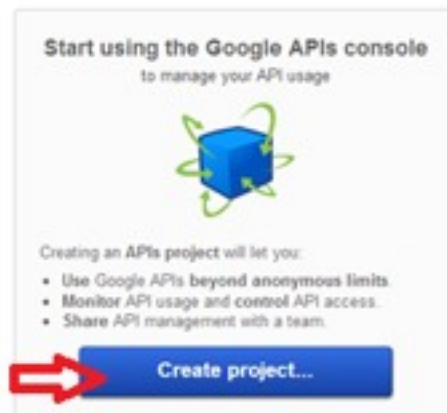 Start using the Google APIs console
to manage your API usage
Creating an APIs project will let you:
• Use Google APIs beyond anonymous limits.
• Monitor API usage and control API access.
• Share API management with a team.
Create project...